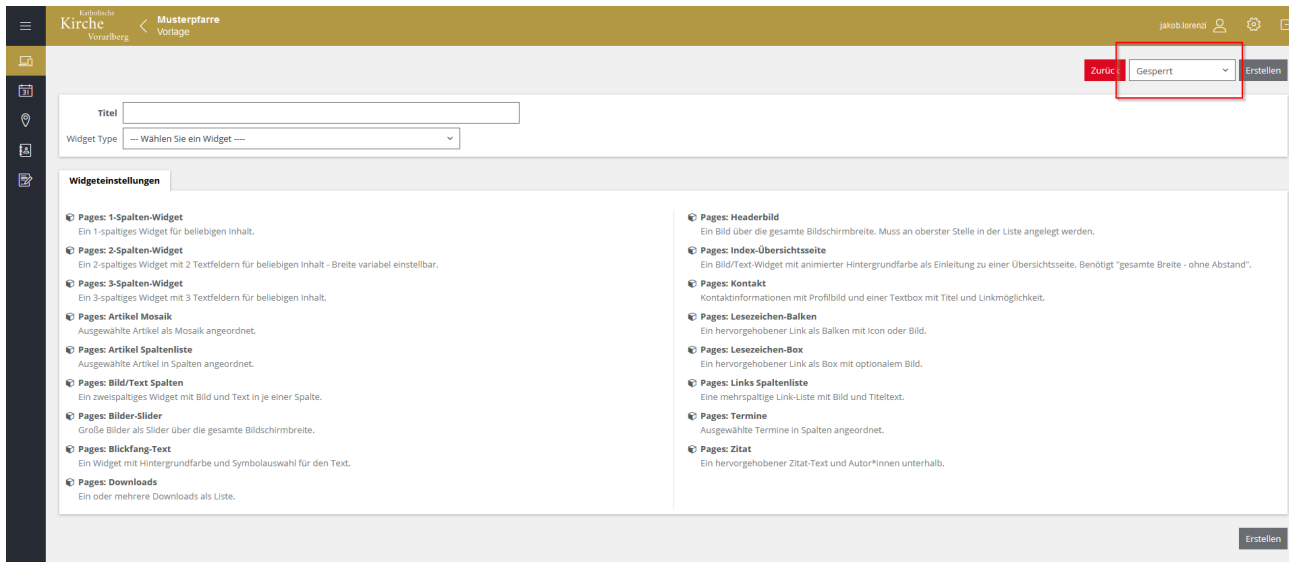 Katholische
Kirche
Vorarlberg
Musterpfarre
Vorlage
jakob.lorenzi
31
Zurück
Gesperrt
Erstellen
Titel
Widget Type
--- Wählen Sie ein Widget ----
Widgeteinstellungen
Pages: 1-Spalten-Widget
Ein 1-spaltiges Widget für beliebigen Inhalt.
Pages: 2-Spalten-Widget
Ein 2-spaltiges Widget mit 2 Textfeldern für beliebigen Inhalt - Breite variabel einstellbar.
Pages: 3-Spalten-Widget
Ein 3-spaltiges Widget mit 3 Textfeldern für beliebigen Inhalt.
Pages: Artikel Mosaik
Ausgewählte Artikel als Mosaik angeordnet.
Pages: Artikel Spaltenliste
Ausgewählte Artikel in Spalten angeordnet.
Pages: Bild/Text Spalten
Ein zweispaltiges Widget mit Bild und Text in je einer Spalte.
Pages: Bilder-Slider
Große Bilder als Slider über die gesamte Bildschirmbreite.
Pages: Blickfang-Text
Ein Widget mit Hintergrundfarbe und Symbolauswahl für den Text.
Pages: Downloads
Ein oder mehrere Downloads als Liste.
Pages: Headerbild
Ein Bild über die gesamte Bildschirmbreite. Muss an oberster Stelle in der Liste angelegt werden.
Pages: Index-Übersichtsseite
Ein Bild/Text-Widget mit animierter Hintergrundfarbe als Einleitung zu einer Übersichtsseite. Benötigt "gesamte Breite - ohne Abstand".
Pages: Kontakt
Kontaktinformationen mit Profilbild und einer Textbox mit Titel und Linkmöglichkeit.
Pages: Lesezeichen-Balken
Ein hervorgehobener Link als Balken mit Icon oder Bild.
Pages: Lesezeichen-Box
Ein hervorgehobener Link als Box mit optionalem Bild.
Pages: Links Spaltenliste
Eine mehrspaltige Link-Liste mit Bild und Titeltext.
Pages: Termine
Ausgewählte Termine in Spalten angeordnet.
Pages: Zitat
Ein hervorgehobener Zitat-Text und Autor*innen unterhalb.
Erstellen